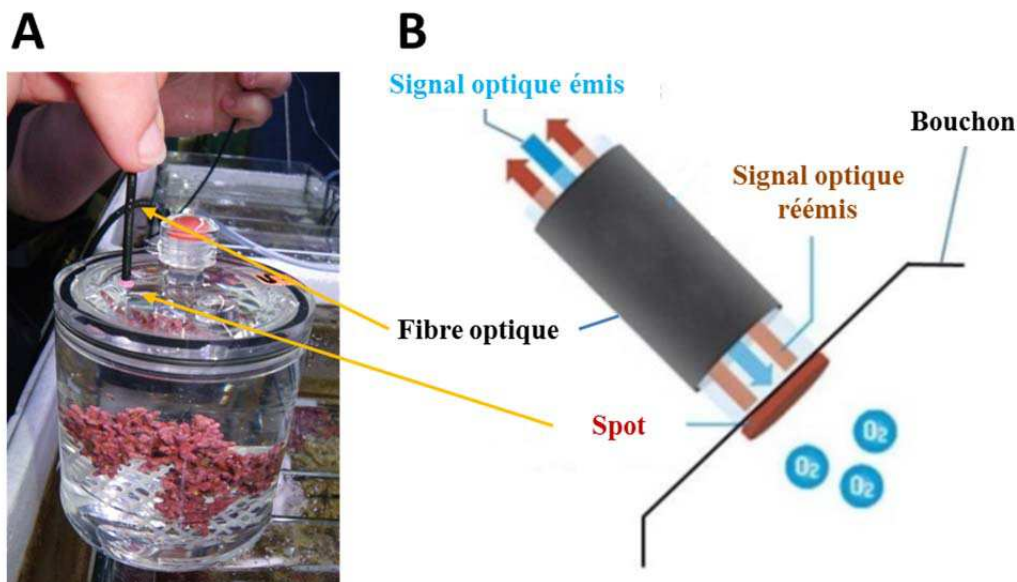 A
B
Signal optique émis
Bouchon
Signal optique
réémis
Fibre optique
Spot
O2
O2
O2